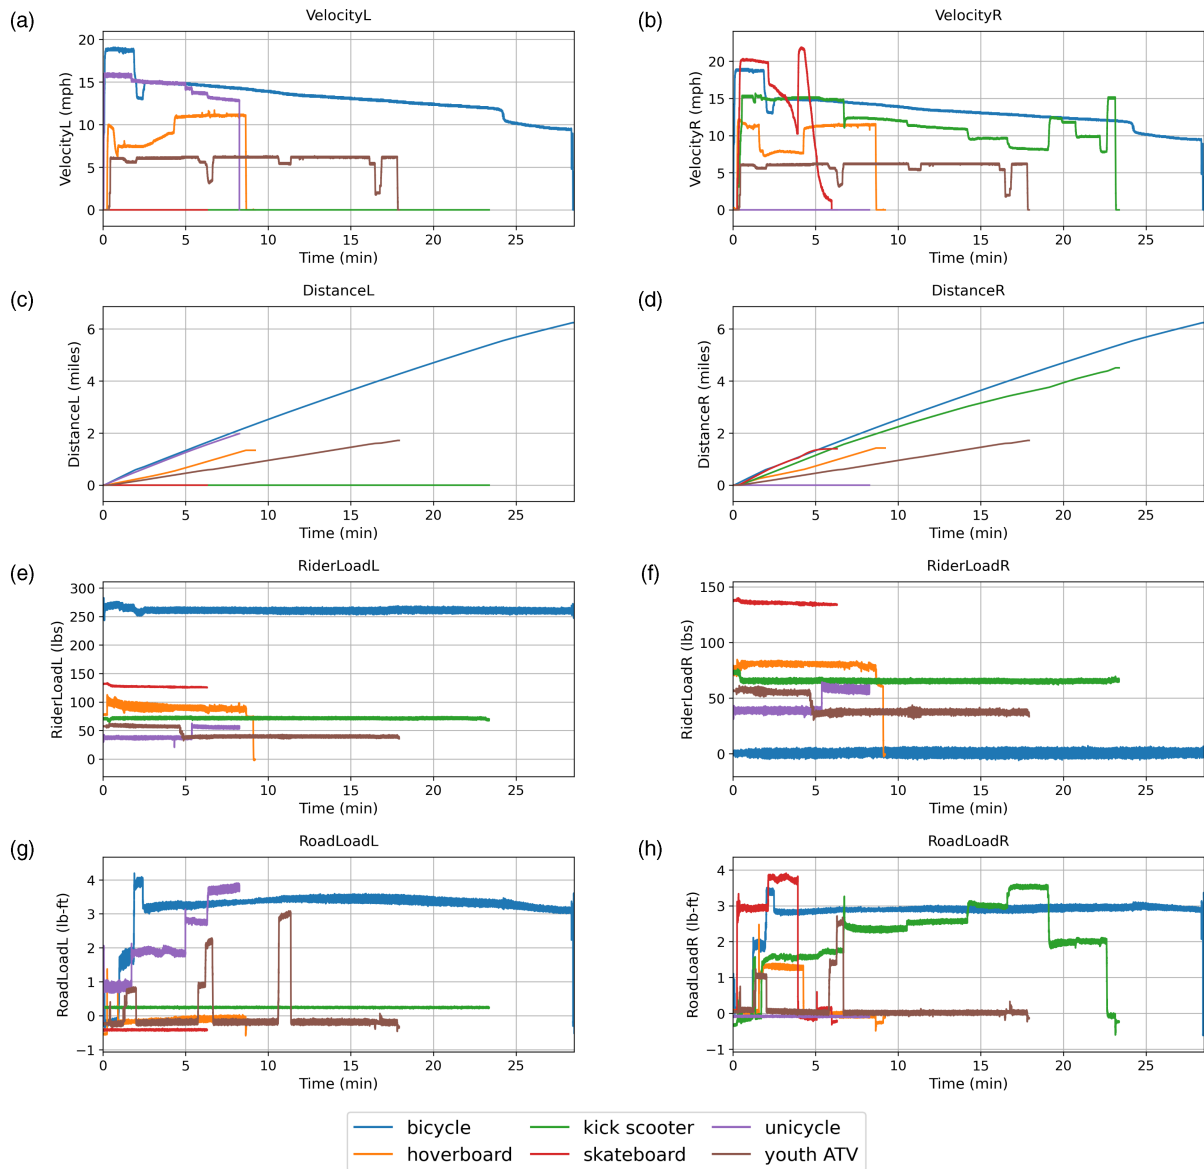 (a)
VelocityL
VelocityL (mph)
20
15
10
5
0
0 5 10 15 20 25
Time (min)
(b)
VelocityR
VelocityR (mph)
20
15
10
5
0
0 5 10 15 20 25
Time (min)
(c)
DistanceL
DistanceL (miles)
6
4
2
0
0 5 10 15 20 25
Time (min)
(d)
DistanceR
DistanceR (miles)
6
4
2
0
0 5 10 15 20 25
Time (min)
(e)
RiderLoadL
RiderLoadL (lbs)
300
250
200
150
100
50
0
0 5 10 15 20 25
Time (min)
(f)
RiderLoadR
RiderLoadR (lbs)
150
100
50
0
0 5 10 15 20 25
Time (min)
(g)
RoadLoadL
RoadLoadL (lb-ft)
4
3
2
1
0
−1
0 5 10 15 20 25
Time (min)
(h)
RoadLoadR
RoadLoadR (lb-ft)
4
3
2
1
0
−1
0 5 10 15 20 25
Time (min)
bicycle kick scooter unicycle
hoverboard skateboard youth ATV